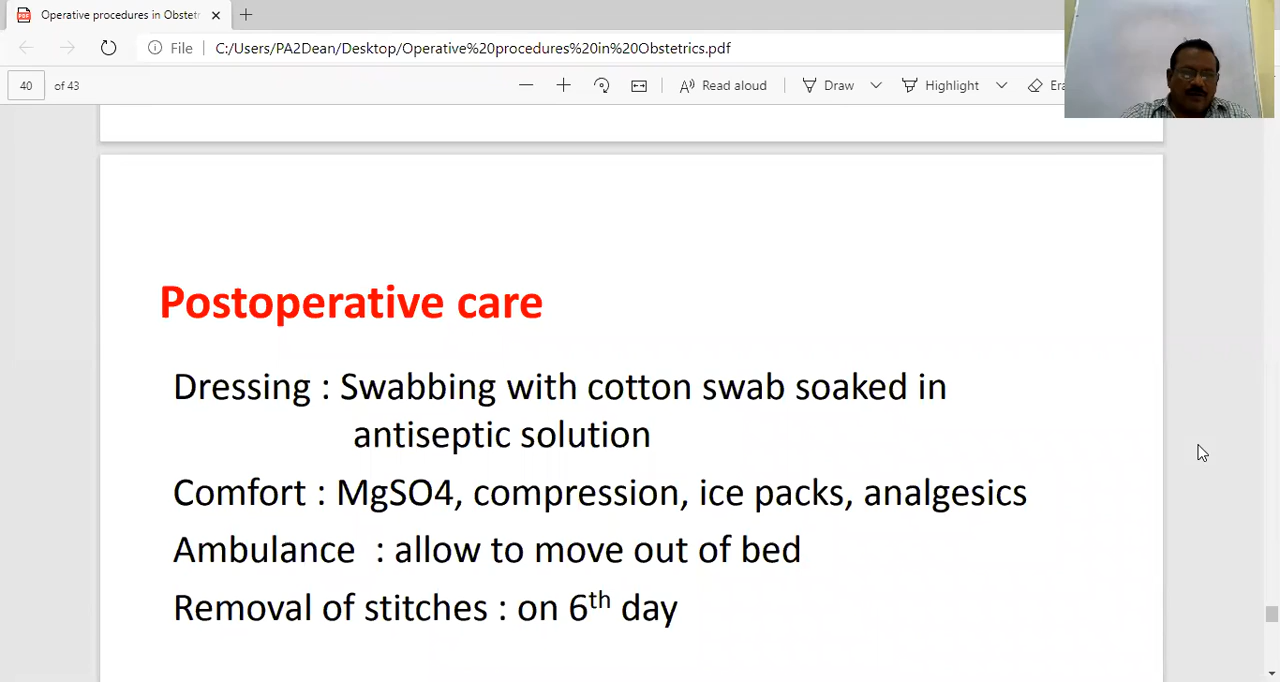 Operative procedures in Obstetr
File C:/Users/PA2Dean/Desktop/Operative%20procedures%20in%20Obstetrics.pdf
40 of 43 Read aloud Draw Highlight Era
Postoperative care
Dressing : Swabbing with cotton swab soaked in
antiseptic solution
Comfort : MgSO4, compression, ice packs, analgesics
Ambulance : allow to move out of bed
Removal of stitches : on 6th day